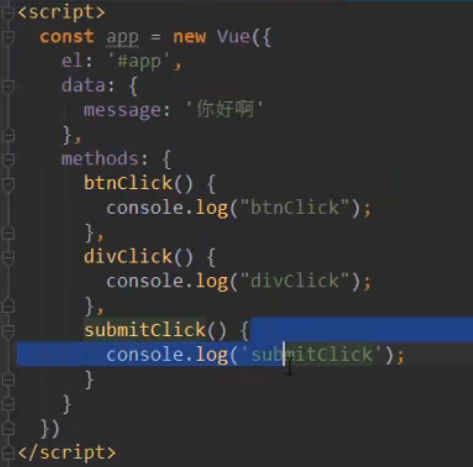 <script>
const app = new Vue({
el: '#app',
data: {
message: '你好啊'
},
methods: {
btnClick() {
console.log("btnClick");
},
divClick() {
console.log("divClick");
},
submitClick() {
console.log('submitClick');
}
}
})
</script>